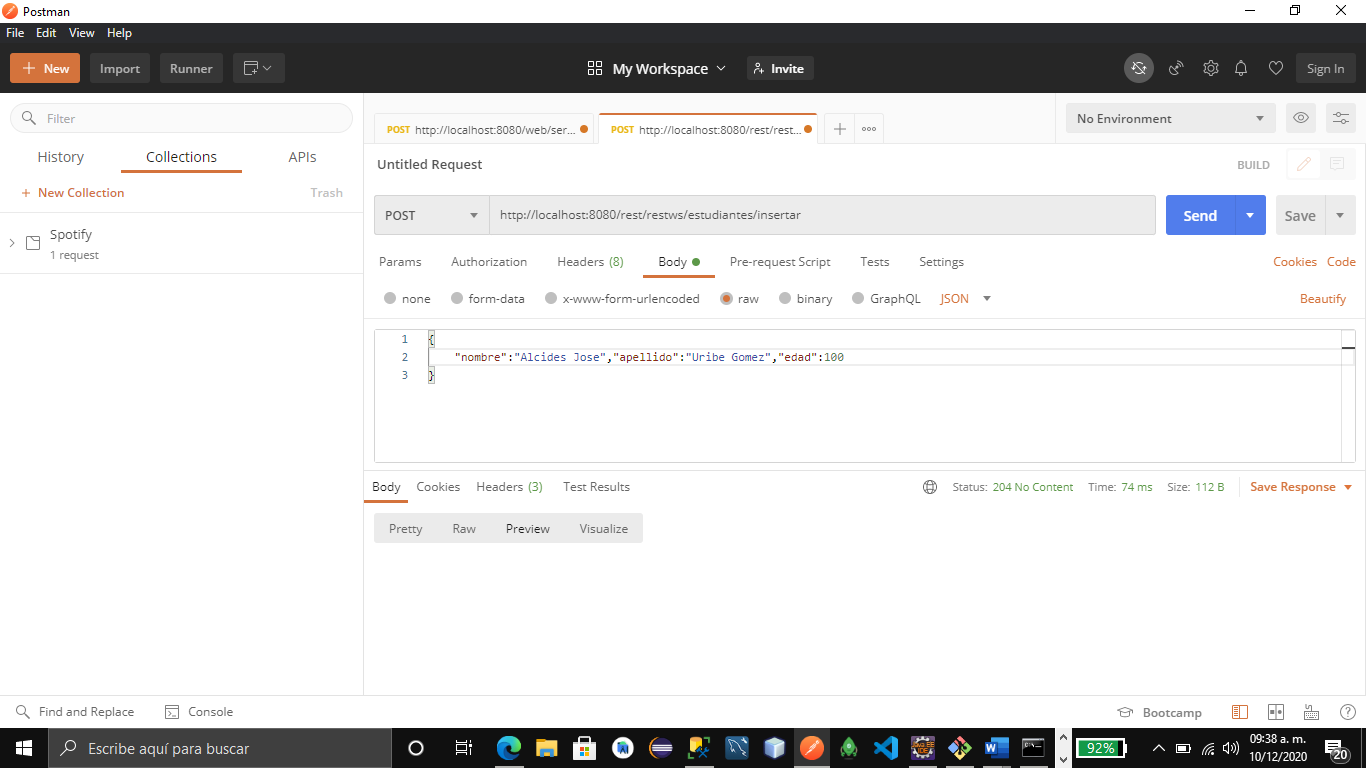 Postman
File Edit View Help
New Import Runner My Workspace Invite Sign In
Filter
History Collections APIs
+ New Collection Trash
Spotify
1 request
POST http://localhost:8080/web/ser... POST http://localhost:8080/rest/rest... No Environment
Untitled Request BUILD
POST http://localhost:8080/rest/restws/estudiantes/insertar Send Save
Params Authorization Headers (8) Body Pre-request Script Tests Settings Cookies Code
none form-data x-www-form-urlencoded raw binary GraphQL JSON Beautify
1 {
2 "nombre":"Alcides Jose","apellido":"Uribe Gomez","edad":100
3 }
Body Cookies Headers (3) Test Results Status: 204 No Content Time: 74 ms Size: 112 B Save Response
Pretty Raw Preview Visualize
Find and Replace Console Bootcamp
Escribe aquí para buscar 92% 09:38 a. m.
10/12/2020 20